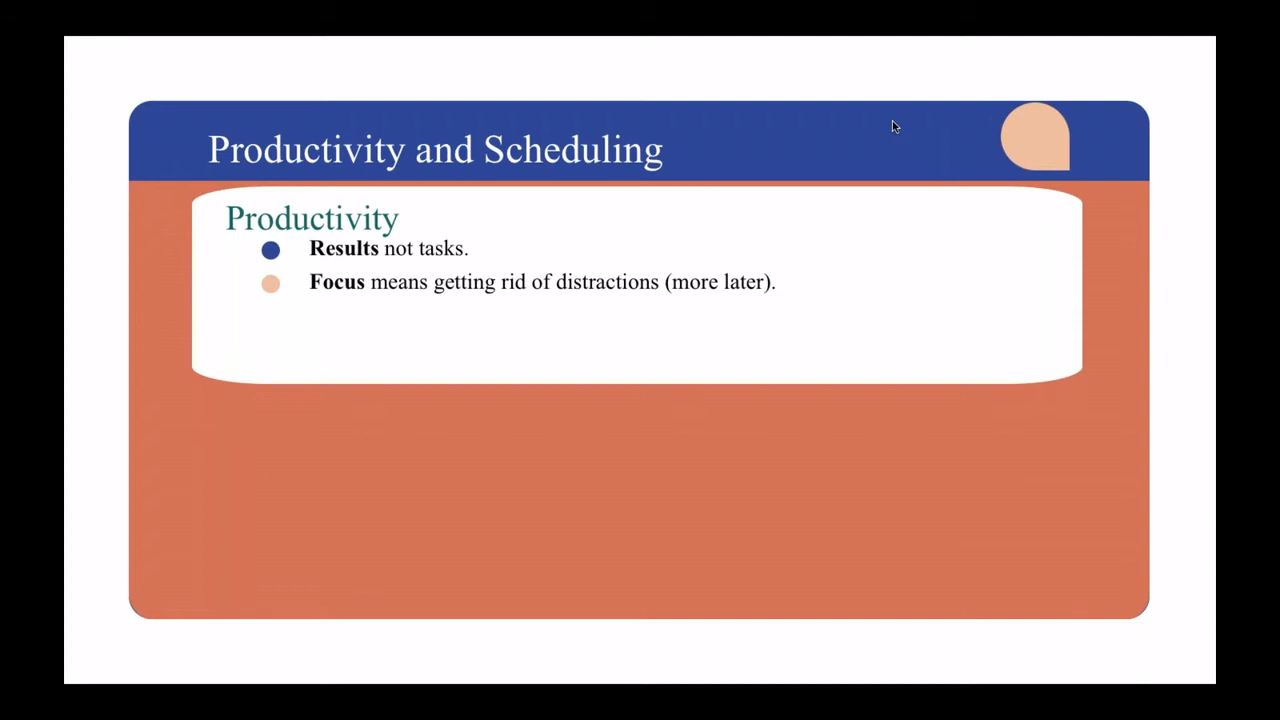 Productivity and Scheduling
Productivity
Results not tasks.
Focus means getting rid of distractions (more later).